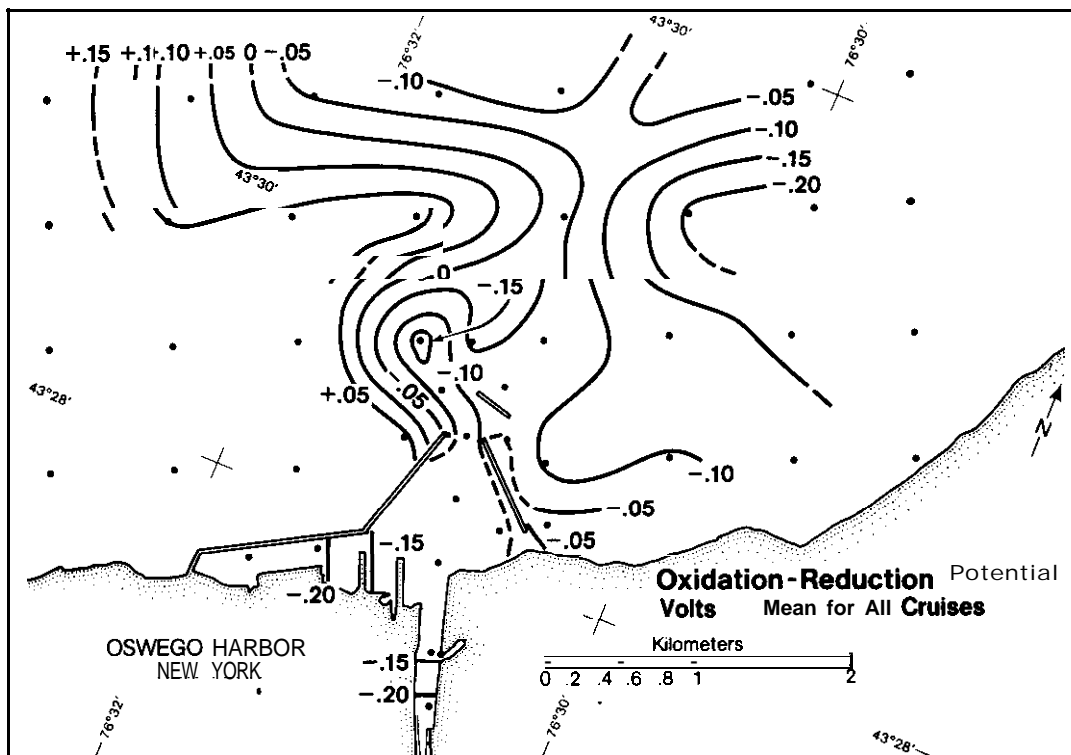 76°32' 43°30' 76°30'
+.15 +.1 +.10 +.05 0 -.05
-.10
-.05
-.10
-.15
-.20
43°30'
0
-.15
-.10
-.05
+.05
43°28'
N
-.10
-.05
-.05
-.15
-.20
Oxidation-Reduction Potential
Volts Mean for All Cruises
OSWEGO HARBOR
NEW YORK
Kilometers
0 .2 .4 .6 .8 1 2
-.15
-.20
76°32' 76°30' 43°28'